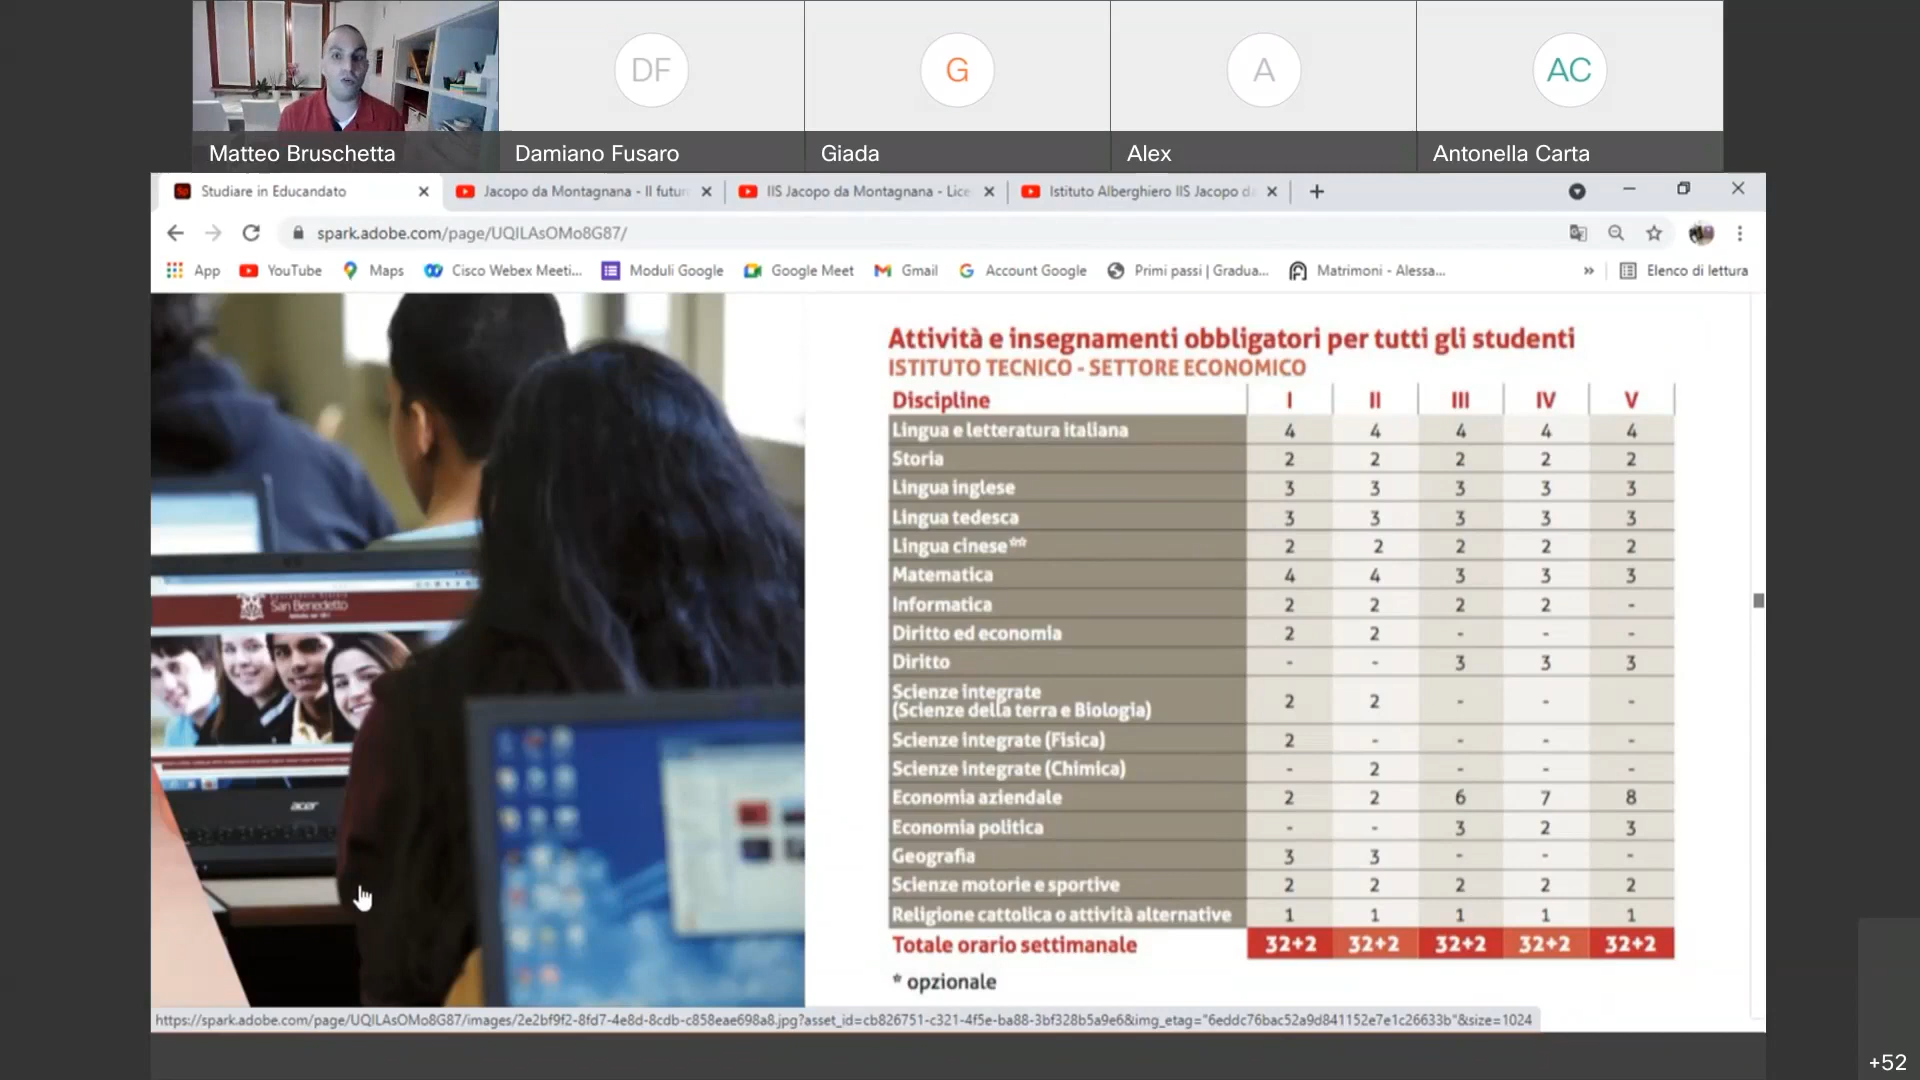 DF
G
A
AC
Matteo Bruschetta
Damiano Fusaro
Giada
Alex
Antonella Carta
Sp Studiare in Educandato
Jacopo da Montagnana - Il futur
IIS Jacopo da Montagnana - Lice
Istituto Alberghiero IIS Jacopo d
spark.adobe.com/page/UQILAsOMo8G87/
App YouTube Maps Cisco Webex Meeti... Moduli Google Google Meet Gmail Account Google Primi passi | Gradua... Matrimoni - Alessa... » Elenco di lettura
San Benedetto
acer
Attività e insegnamenti obbligatori per tutti gli studenti
ISTITUTO TECNICO - SETTORE ECONOMICO
Discipline I II III IV V
Lingua e letteratura italiana 4 4 4 4 4
Storia 2 2 2 2 2
Lingua inglese 3 3 3 3 3
Lingua tedesca 3 3 3 3 3
Lingua cinese** 2 2 2 2 2
Matematica 4 4 3 3 3
Informatica 2 2 2 2 -
Diritto ed economia 2 2 - - -
Diritto - - 3 3 3
Scienze integrate
(Scienze della terra e Biologia) 2 2 - - -
Scienze integrate (Fisica) 2 - - - -
Scienze integrate (Chimica) - 2 - - -
Economia aziendale 2 2 6 7 8
Economia politica - - 3 2 3
Geografia 3 3 - - -
Scienze motorie e sportive 2 2 2 2 2
Religione cattolica o attività alternative 1 1 1 1 1
Totale orario settimanale 32+2 32+2 32+2 32+2 32+2
* opzionale
https://spark.adobe.com/page/UQILAsOMo8G87/images/2e2bf9f2-8fd7-4e8d-8cdb-c858eae698a8.jpg?asset_id=cb826751-c321-4f5e-ba88-3bf328b5a9e6&img_etag="6eddc76bac52a9d841152e7e1c26633b"&size=1024
+52